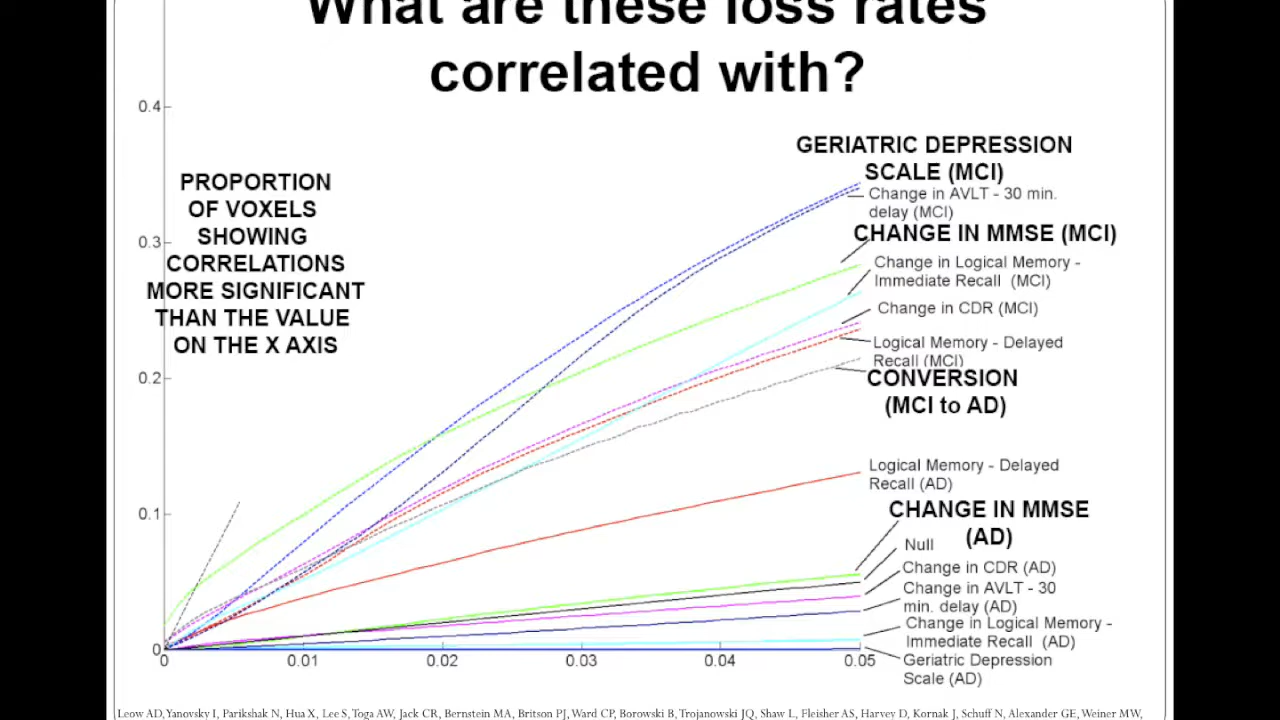 What are these loss rates
correlated with?
0.4
GERIATRIC DEPRESSION
SCALE (MCI)
PROPORTION
OF VOXELS
SHOWING
CORRELATIONS
MORE SIGNIFICANT
THAN THE VALUE
ON THE X AXIS
Change in AVLT - 30 min.
delay (MCI)
CHANGE IN MMSE (MCI)
0.3
Change in Logical Memory -
Immediate Recall (MCI)
Change in CDR (MCI)
Logical Memory - Delayed
Recall (MCI)
0.2
CONVERSION
(MCI to AD)
Logical Memory - Delayed
Recall (AD)
CHANGE IN MMSE
(AD)
0.1
Null
Change in CDR (AD)
Change in AVLT - 30
min. delay (AD)
Change in Logical Memory -
Immediate Recall (AD)
Geriatric Depression
Scale (AD)
0
0 0.01 0.02 0.03 0.04 0.05
Leow AD, Yanovsky I, Parikshak N, Hua X, Lee S, Toga AW, Jack CR, Bernstein MA, Britson PJ, Ward CP, Borowski B, Trojanowski JQ, Shaw L, Fleisher AS, Harvey D, Kornak J, Schuff N, Alexander GE, Weiner MW,